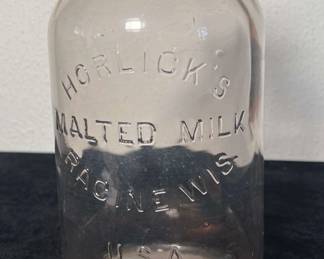 HORLICK'S
MALTED MILK
RACINE WIS.
U.S.A.